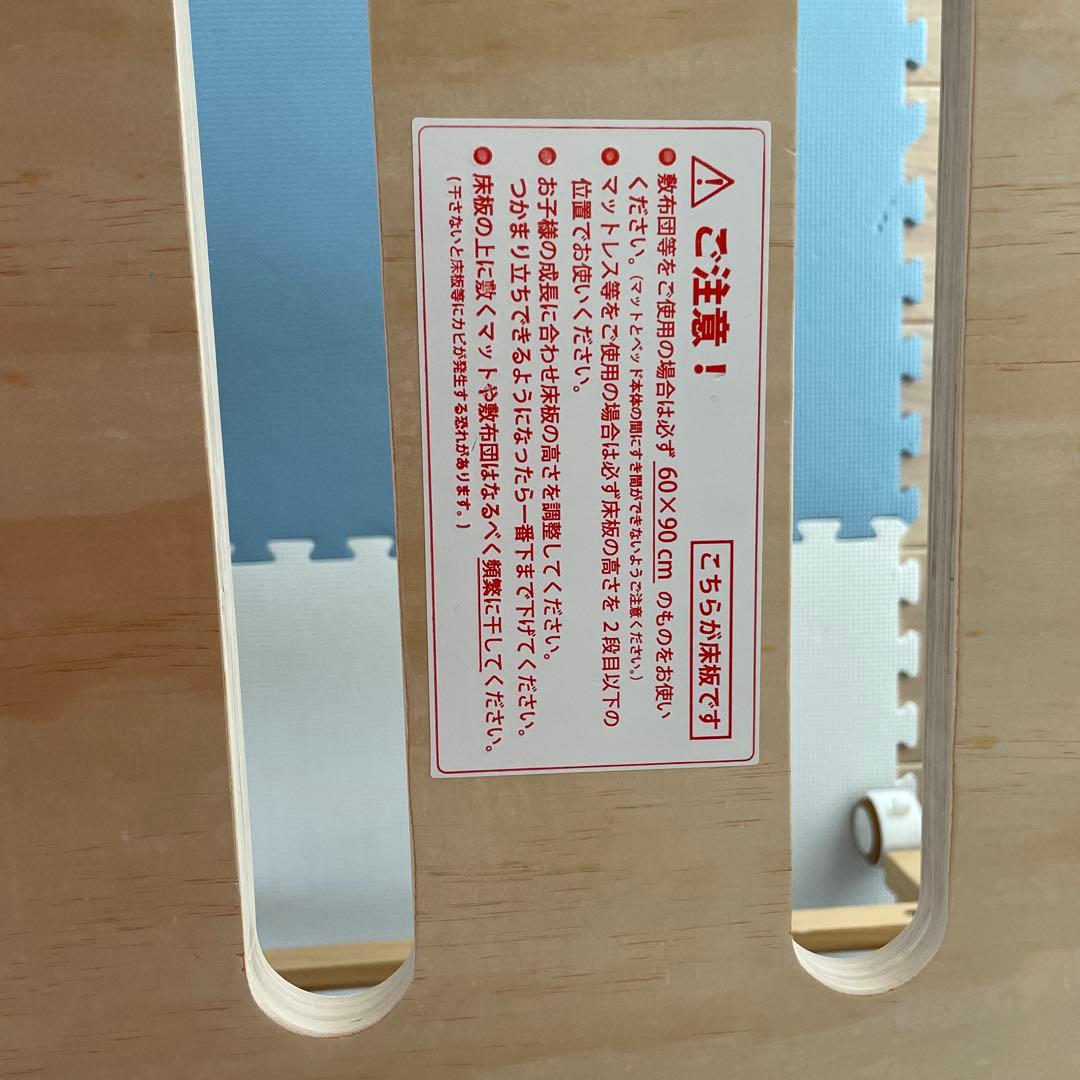 ⚠ ご注意！ こちらが床板です
● 敷布団等をご使用の場合は必ず 60×90 cm のものをお使い
ください。（マットとベッド本体の間にすき間ができないようご注意ください。）
● マットレス等をご使用の場合は必ず床板の高さを 2 段目以下の
位置でお使いください。
● お子様の成長に合わせ床板の高さを調整してください。
つかまり立ちできるようになったら一番下まで下げてください。
● 床板の上に敷くマットや敷布団はなるべく頻繁に干してください。
（干さないと床板等にカビが発生する恐れがあります。）